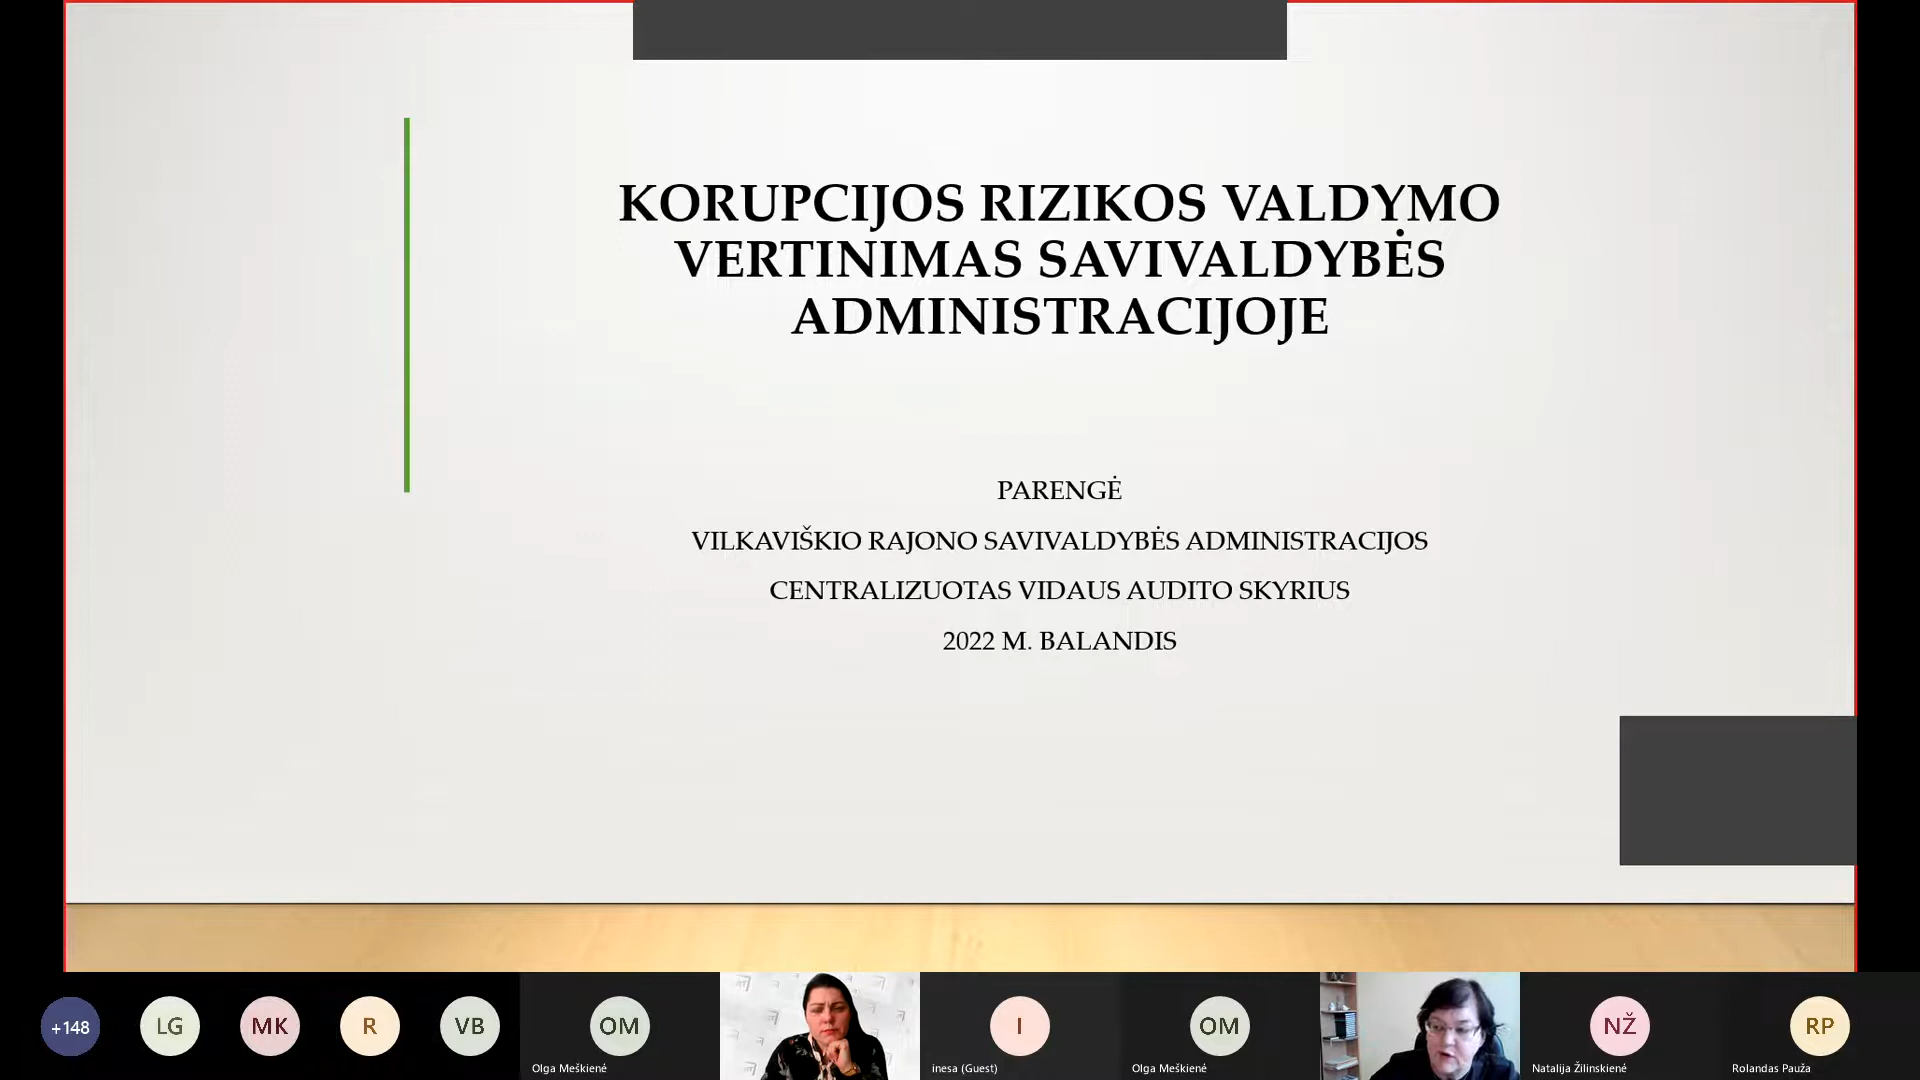 KORUPCIJOS RIZIKOS VALDYMO
VERTINIMAS SAVIVALDYBĖS
ADMINISTRACIJOJE
PARENGĖ
VILKAVIŠKIO RAJONO SAVIVALDYBĖS ADMINISTRACIJOS
CENTRALIZUOTAS VIDAUS AUDITO SKYRIUS
2022 M. BALANDIS
+148
LG
MK
R
VB
OM
Olga Meškienė
I
inesa (Guest)
OM
Olga Meškienė
NŽ
Natalija Žilinskienė
RP
Rolandas Pauža